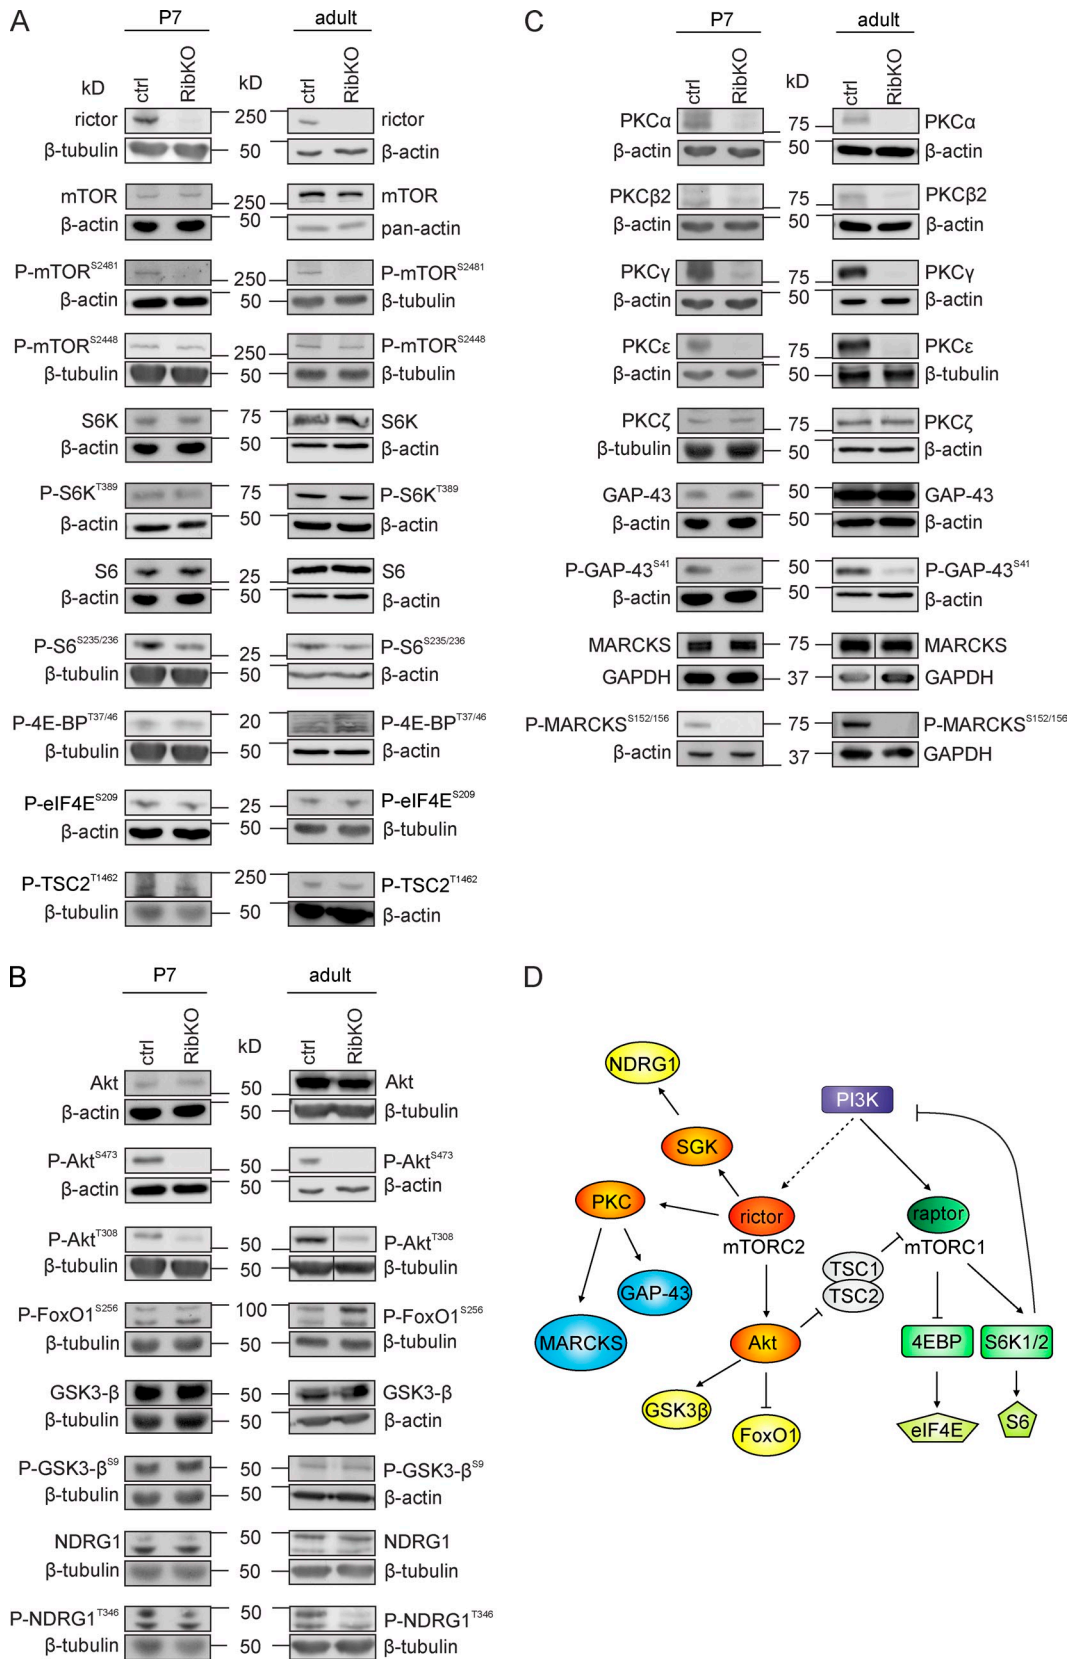 A
P7
adult
kD
ctrl
RibKO
kD
ctrl
RibKO
rictor
250
rictor
β-tubulin
50
β-actin
mTOR
250
mTOR
β-actin
50
pan-actin
P-mTOR^S2481
250
P-mTOR^S2481
β-actin
50
β-tubulin
P-mTOR^S2448
250
P-mTOR^S2448
β-tubulin
50
β-tubulin
S6K
75
S6K
β-actin
50
β-actin
P-S6K^T389
75
P-S6K^T389
β-actin
50
β-actin
S6
25
S6
β-actin
50
β-actin
P-S6^S235/236
25
P-S6^S235/236
β-tubulin
50
β-actin
P-4E-BP^T37/46
20
P-4E-BP^T37/46
β-tubulin
50
β-actin
P-eIF4E^S209
25
P-eIF4E^S209
β-actin
50
β-tubulin
P-TSC2^T1462
250
P-TSC2^T1462
β-tubulin
50
β-actin
B
P7
adult
ctrl
RibKO
kD
ctrl
RibKO
Akt
50
Akt
β-actin
50
β-tubulin
P-Akt^S473
50
P-Akt^S473
β-actin
50
β-actin
P-Akt^T308
50
P-Akt^T308
β-tubulin
50
β-tubulin
P-FoxO1^S256
100
P-FoxO1^S256
β-tubulin
50
β-tubulin
GSK3-β
50
GSK3-β
β-tubulin
50
β-actin
P-GSK3-β^S9
50
P-GSK3-β^S9
β-tubulin
50
β-actin
NDRG1
50
NDRG1
β-tubulin
50
β-tubulin
P-NDRG1^T346
50
P-NDRG1^T346
β-tubulin
50
β-tubulin
C
P7
adult
ctrl
RibKO
kD
ctrl
RibKO
PKCα
75
PKCα
β-actin
50
β-actin
PKCβ2
75
PKCβ2
β-actin
50
β-actin
PKCγ
75
PKCγ
β-actin
50
β-actin
PKCε
75
PKCε
β-actin
50
β-tubulin
PKCζ
75
PKCζ
β-tubulin
50
β-actin
GAP-43
50
GAP-43
β-actin
50
β-actin
P-GAP-43^S41
50
P-GAP-43^S41
β-actin
50
β-actin
MARCKS
75
MARCKS
GAPDH
37
GAPDH
P-MARCKS^S152/156
75
P-MARCKS^S152/156
β-actin
37
GAPDH
D
NDRG1
PI3K
SGK
PKC
rictor
mTORC2
raptor
mTORC1
TSC1
TSC2
GAP-43
MARCKS
Akt
4EBP
S6K1/2
GSK3β
FoxO1
eIF4E
S6